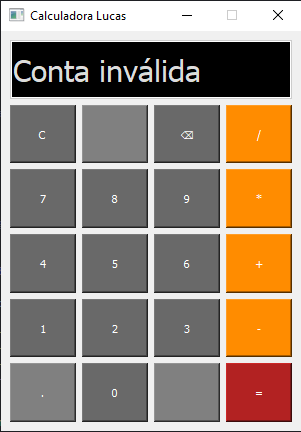 Calculadora Lucas
Conta inválida
C ⌫ /
7 8 9 *
4 5 6 +
1 2 3 -
. 0 =